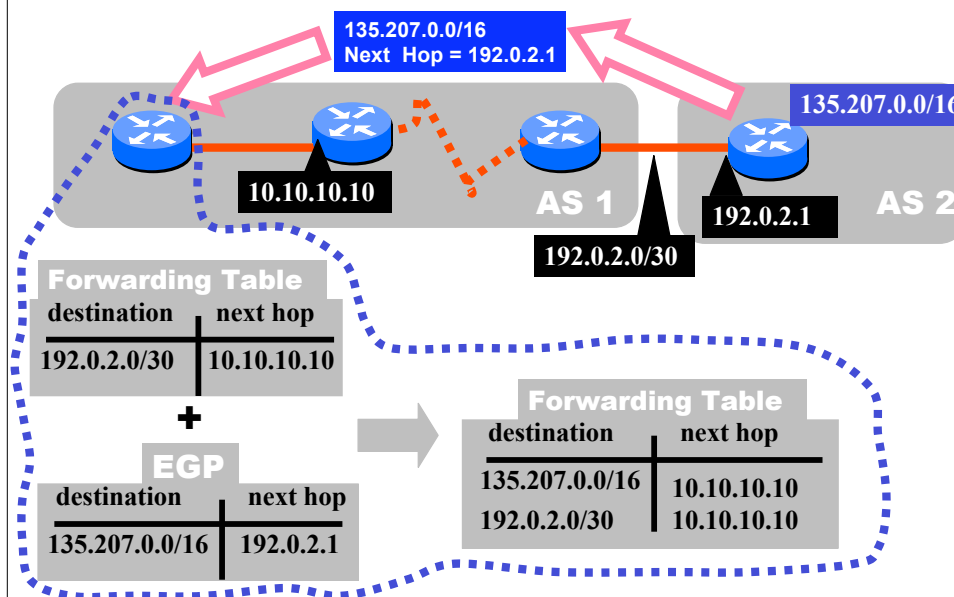 135.207.0.0/16
Next Hop = 192.0.2.1
135.207.0.0/16
10.10.10.10
AS 1
192.0.2.1
AS 2
192.0.2.0/30
Forwarding Table
destination next hop
192.0.2.0/30 10.10.10.10
+
EGP
destination next hop
135.207.0.0/16 192.0.2.1
Forwarding Table
destination next hop
135.207.0.0/16 10.10.10.10
192.0.2.0/30 10.10.10.10